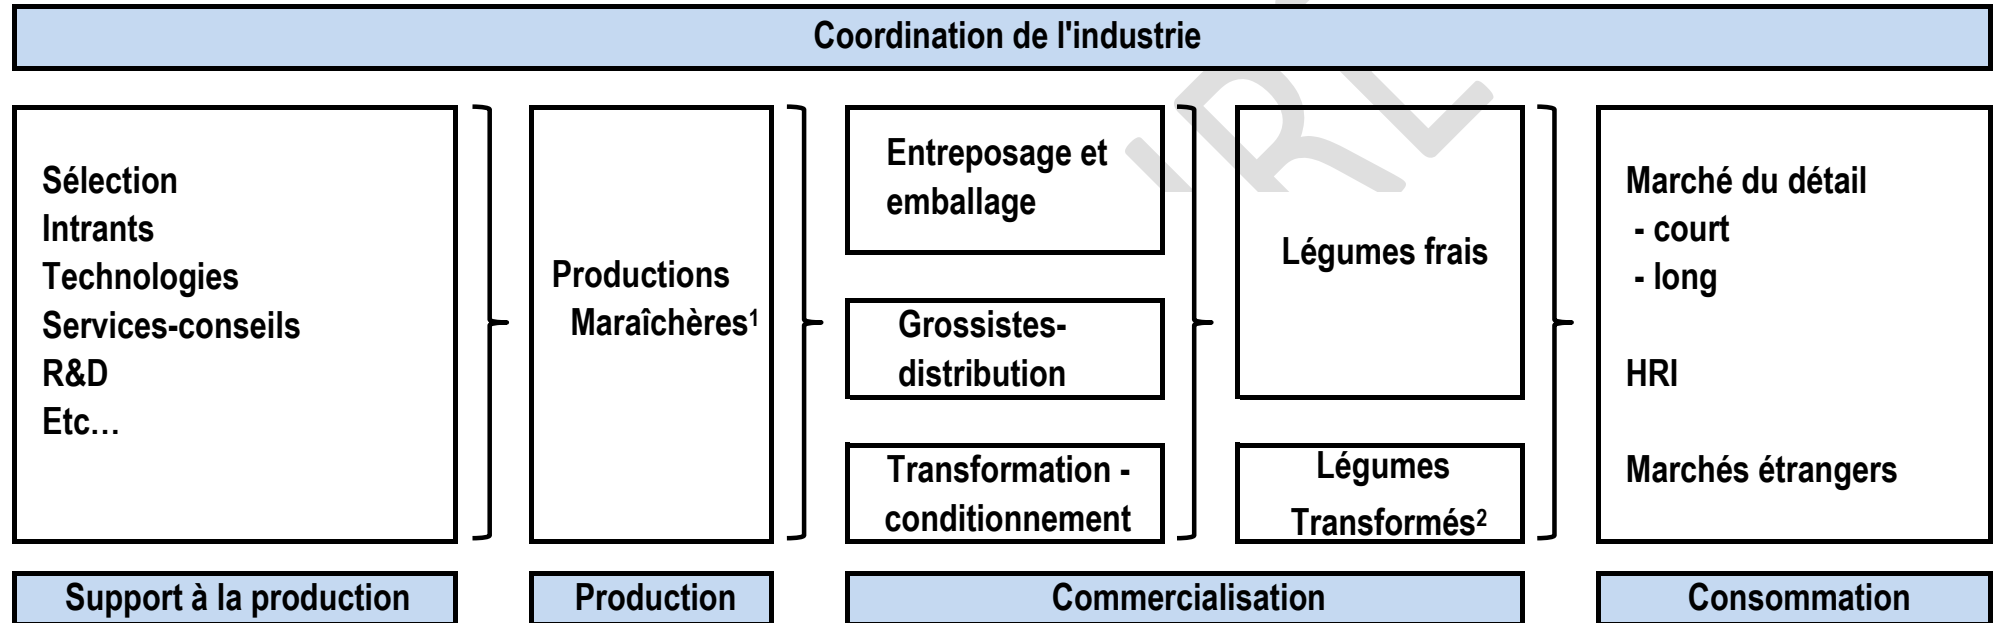 Coordination de l'industrie
Sélection
Intrants
Technologies
Services-conseils
R&D
Etc…
Productions
Maraîchères¹
Entreposage et
emballage
Grossistes-
distribution
Transformation -
conditionnement
Légumes frais
Légumes
Transformés²
Marché du détail
- court
- long
HRI
Marchés étrangers
Support à la production
Production
Commercialisation
Consommation